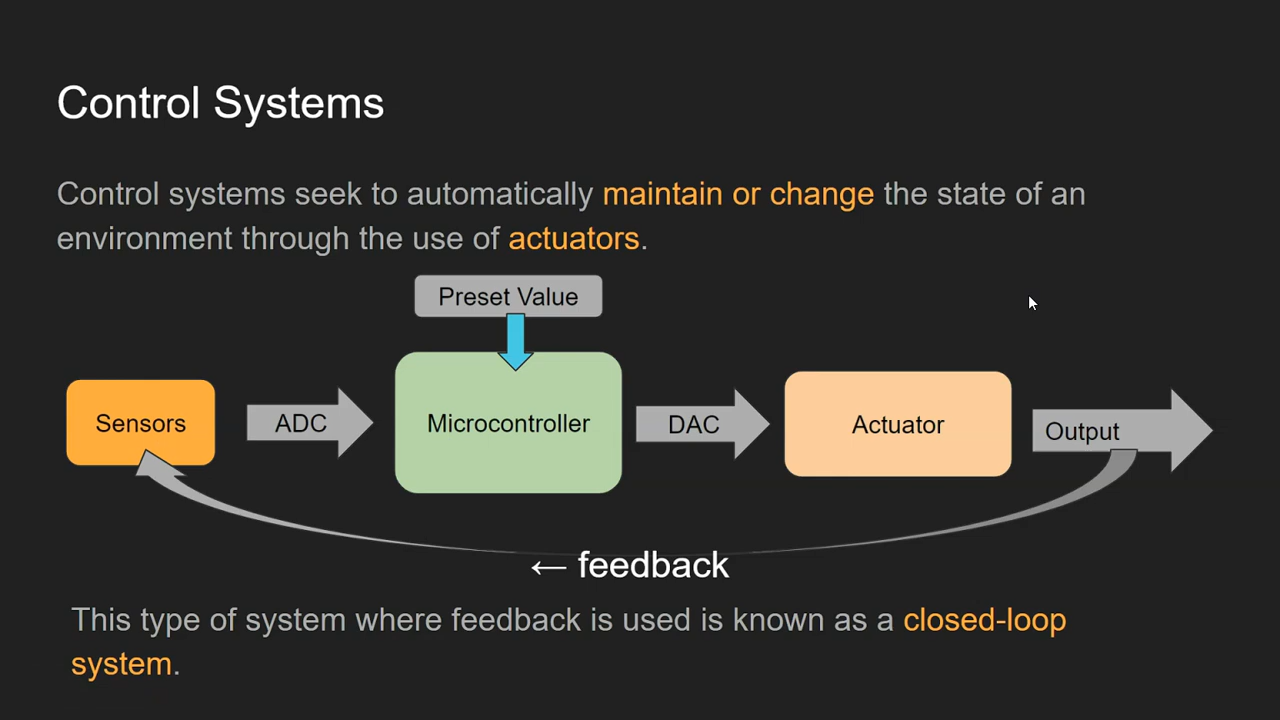 Control Systems
Control systems seek to automatically maintain or change the state of an
environment through the use of actuators.
Preset Value
Sensors
ADC
Microcontroller
DAC
Actuator
Output
← feedback
This type of system where feedback is used is known as a closed-loop
system.